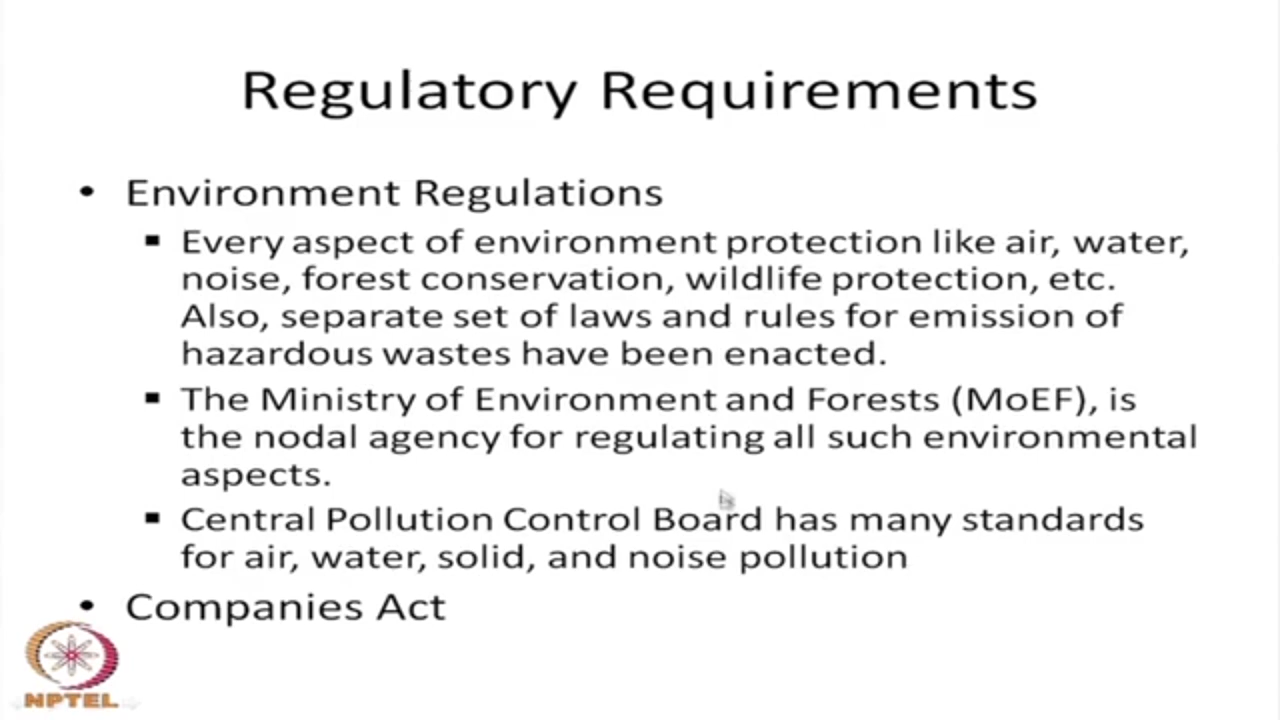 Regulatory Requirements
• Environment Regulations
▪ Every aspect of environment protection like air, water,
noise, forest conservation, wildlife protection, etc.
Also, separate set of laws and rules for emission of
hazardous wastes have been enacted.
▪ The Ministry of Environment and Forests (MoEF), is
the nodal agency for regulating all such environmental
aspects.
▪ Central Pollution Control Board has many standards
for air, water, solid, and noise pollution
• Companies Act
NPTEL